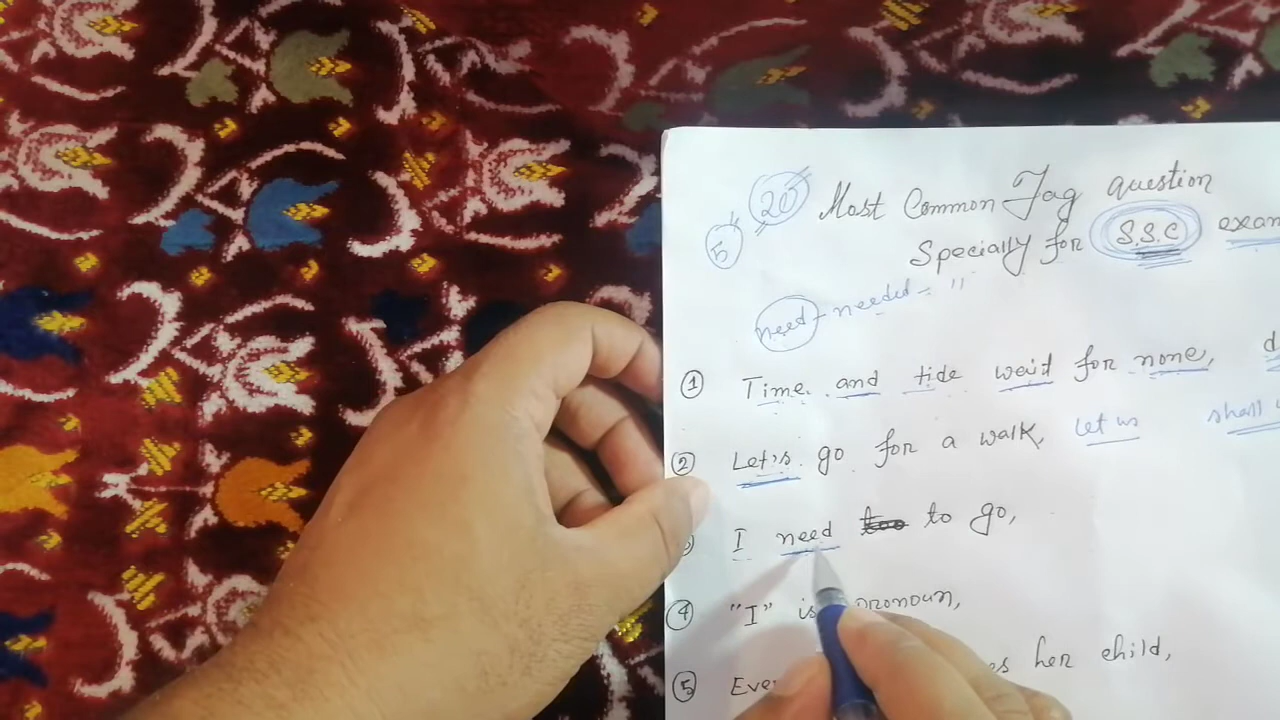 5" 20 Most Common Tag question
Specially for S.S.C exam
need - needed - "
① Time and tide wait for none, d
② Let's go for a walk, let us shall
I need to go,
④ "I" is pronoun,
⑤ Eve es her child,